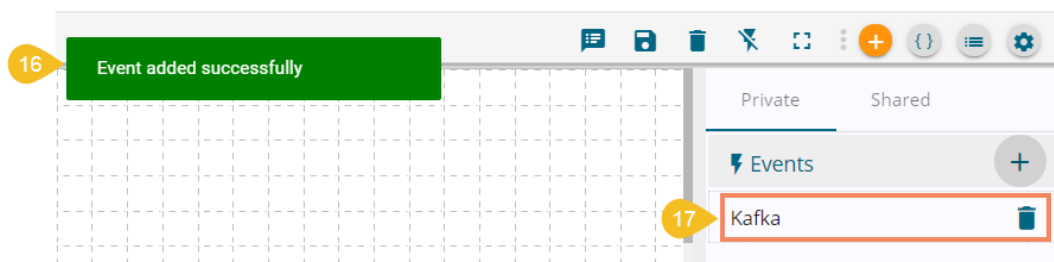 16
Event added successfully
{ }
Private Shared
Events
17
Kafka